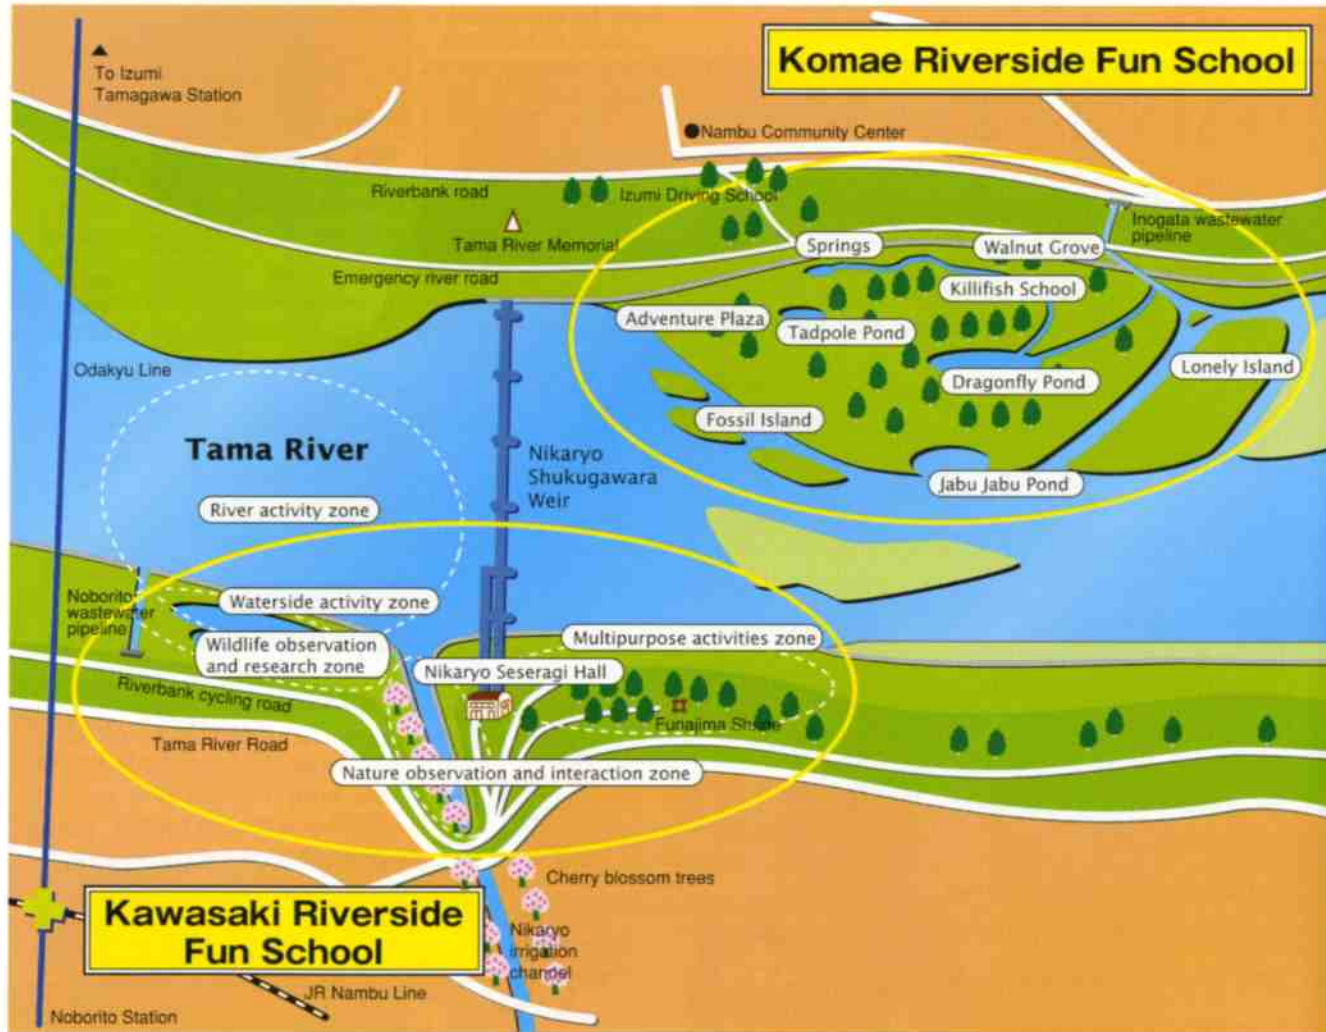 Komae Riverside Fun School
To Izumi
Tamagawa Station
Nambu Community Center
Riverbank road
Izumi Driving School
Tama River Memorial
Inogata wastewater
pipeline
Springs
Walnut Grove
Emergency river road
Killifish School
Adventure Plaza
Tadpole Pond
Odakyu Line
Dragonfly Pond
Lonely Island
Fossil Island
Tama River
Nikaryo
Shukugawara
Weir
Jabu Jabu Pond
River activity zone
Noborito
wastewater
pipeline
Waterside activity zone
Wildlife observation
and research zone
Multipurpose activities zone
Nikaryo Seseragi Hall
Riverbank cycling road
Funajima Shrine
Tama River Road
Nature observation and interaction zone
Cherry blossom trees
Kawasaki Riverside
Fun School
Nikaryo
irrigation
channel
JR Nambu Line
Noborito Station